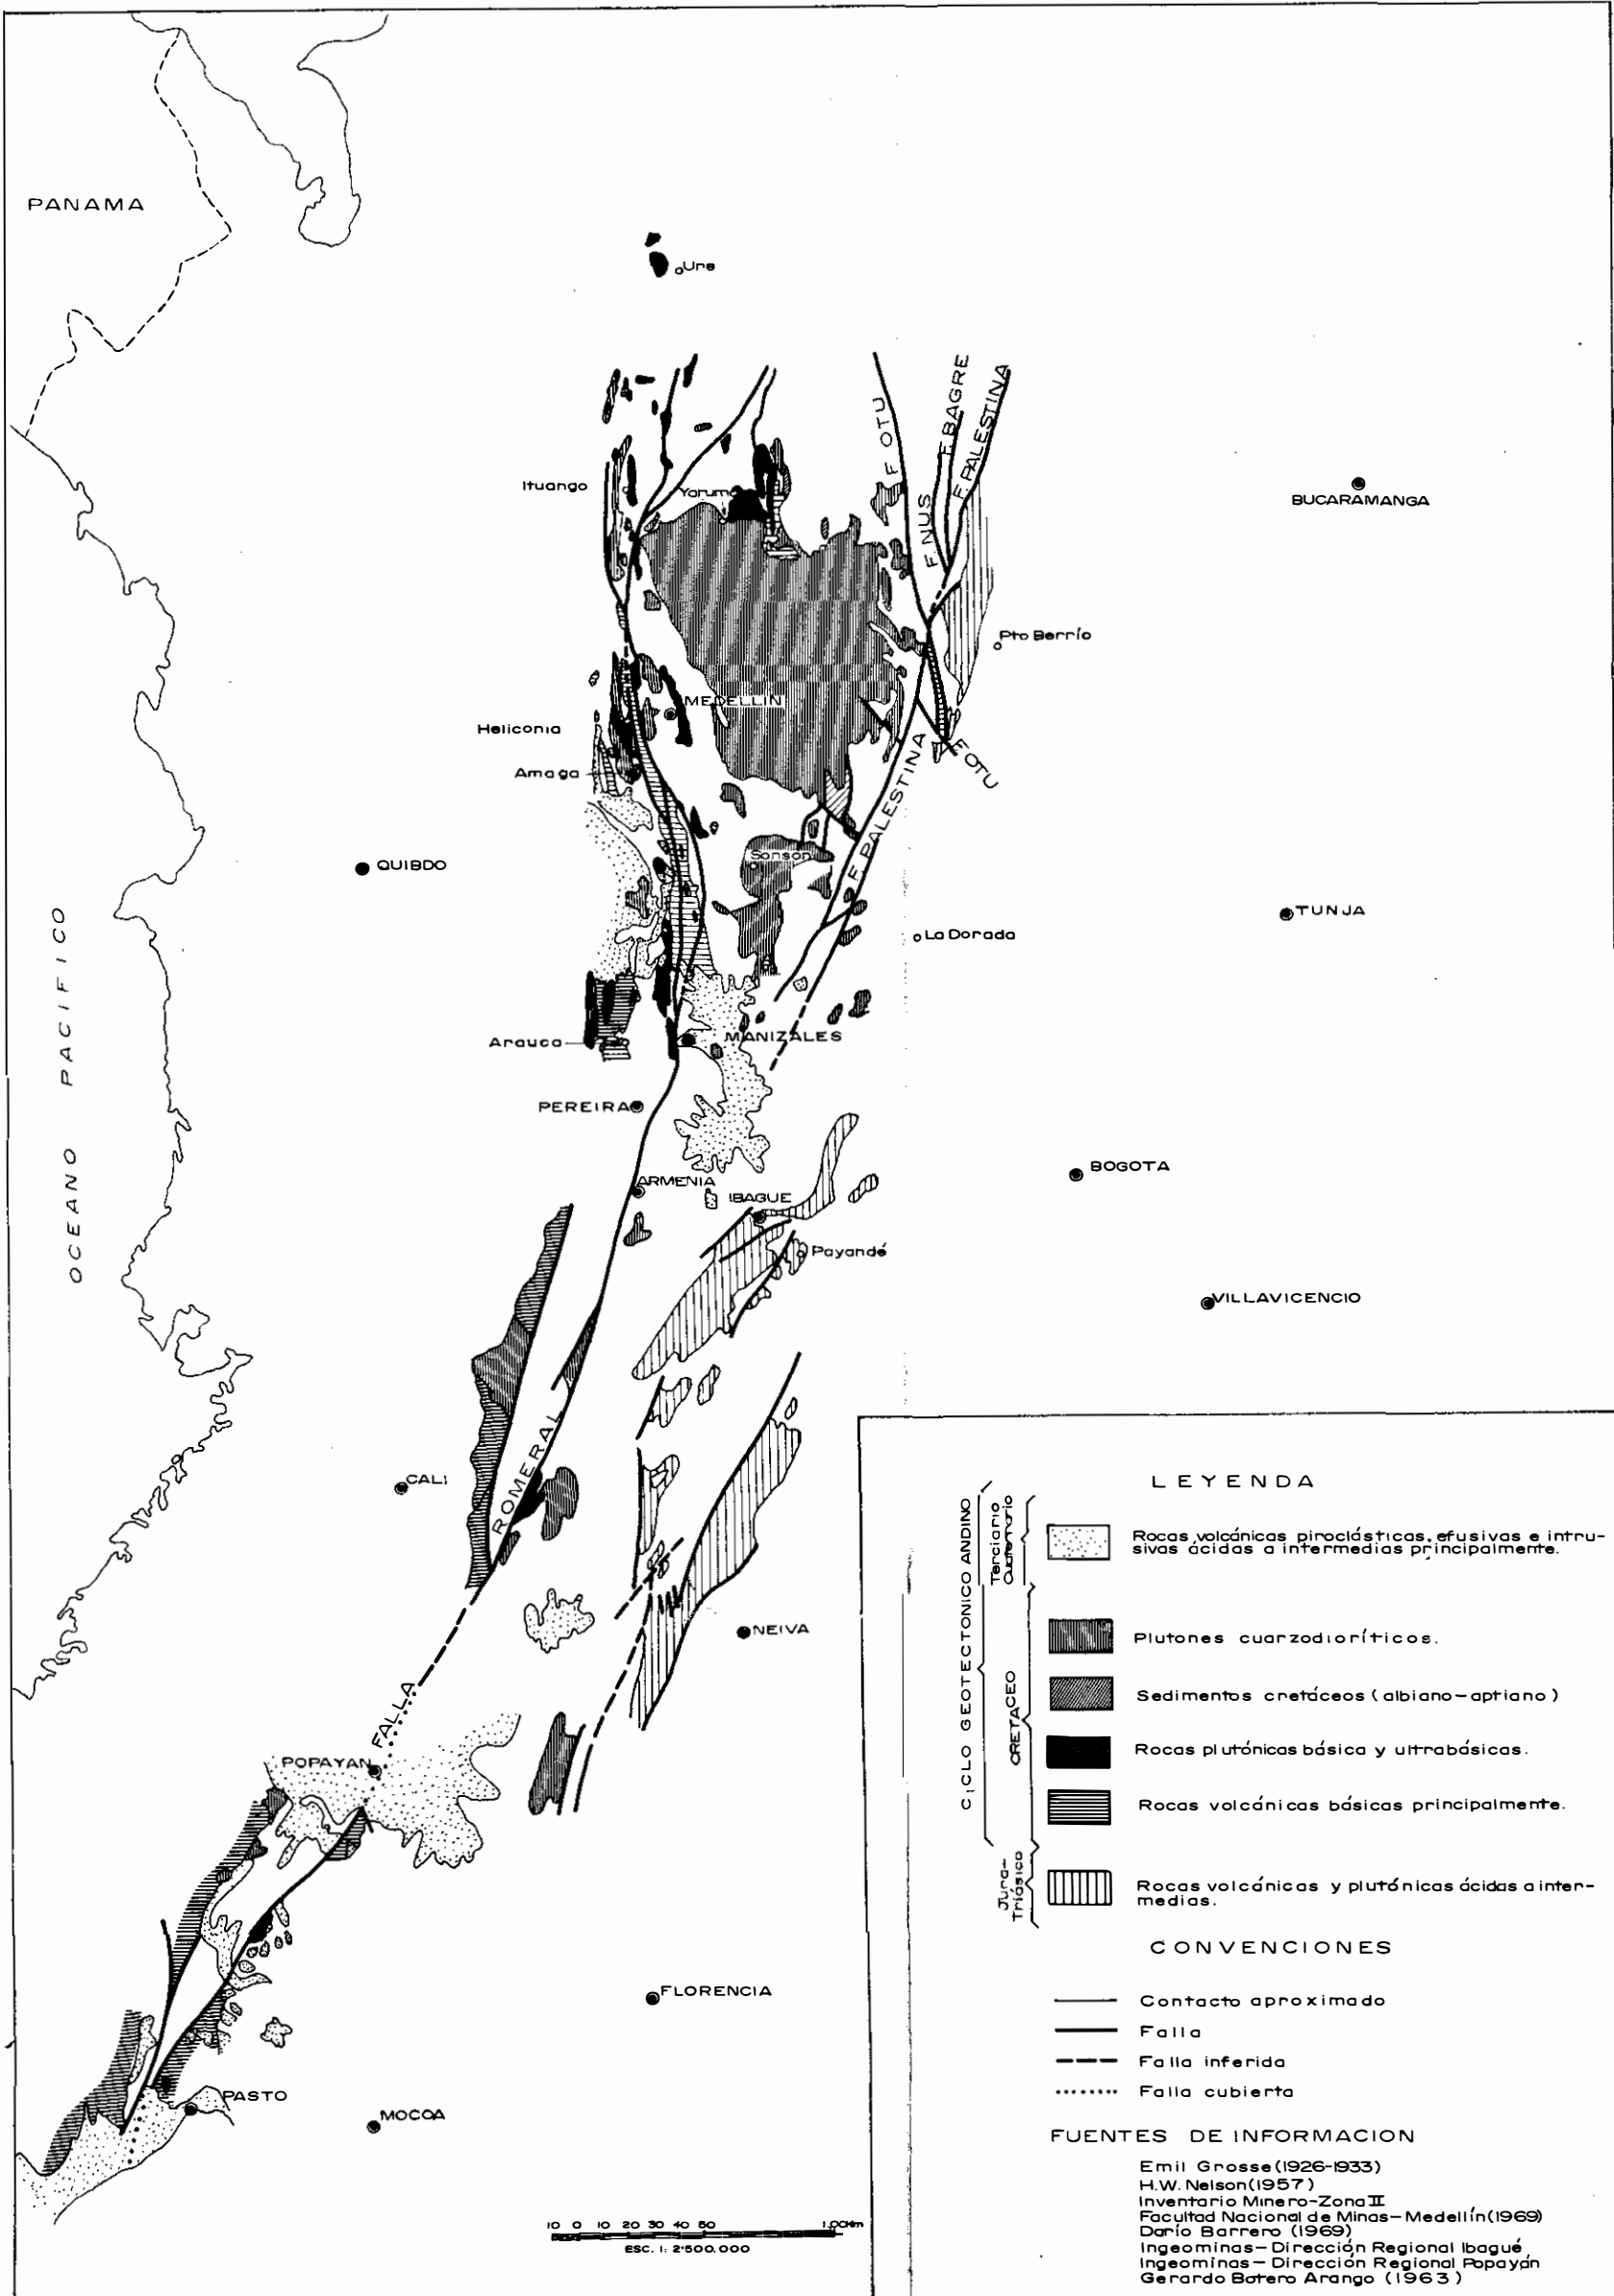 PANAMA
Ure
F OTU
F. BAGRE
F PALESTINA
F. NUS
Ituango
BUCARAMANGA
Pto Berrío
MEDELLIN
Heliconia
Amaga
F OTU
F. PALESTINA
Sonson
QUIBDO
TUNJA
La Dorada
OCEANO PACIFICO
Arauca
MANIZALES
PEREIRA
BOGOTA
ARMENIA
IBAGUE
Payandé
VILLAVICENCIO
ROMERAL
CALI
NEIVA
FALLA
POPAYAN
FLORENCIA
PASTO
MOCOA
10 0 10 20 30 40 50 100Km
ESC. 1: 2'500.000
LEYENDA
CICLO GEOTECTONICO ANDINO
Terciario
Cuaternario
Rocas volcánicas piroclásticas, efusivas e intru-
sivas ácidas a intermedias principalmente.
CRETACEO
Plutones cuarzodioríticos.
Sedimentos cretáceos (albiano-aptiano)
Rocas plutónicas básica y ultrabásicas.
Rocas volcánicas básicas principalmente.
Jura-
Triásico
Rocas volcánicas y plutónicas ácidas a inter-
medias.
CONVENCIONES
Contacto aproximado
Falla
Falla inferida
Falla cubierta
FUENTES DE INFORMACION
Emil Grosse (1926-1933)
H.W. Nelson (1957)
Inventario Minero-Zona II
Facultad Nacional de Minas-Medellín (1969)
Darío Barrero (1969)
Ingeominas-Dirección Regional Ibagué
Ingeominas-Dirección Regional Popayán
Gerardo Botero Arango (1963)